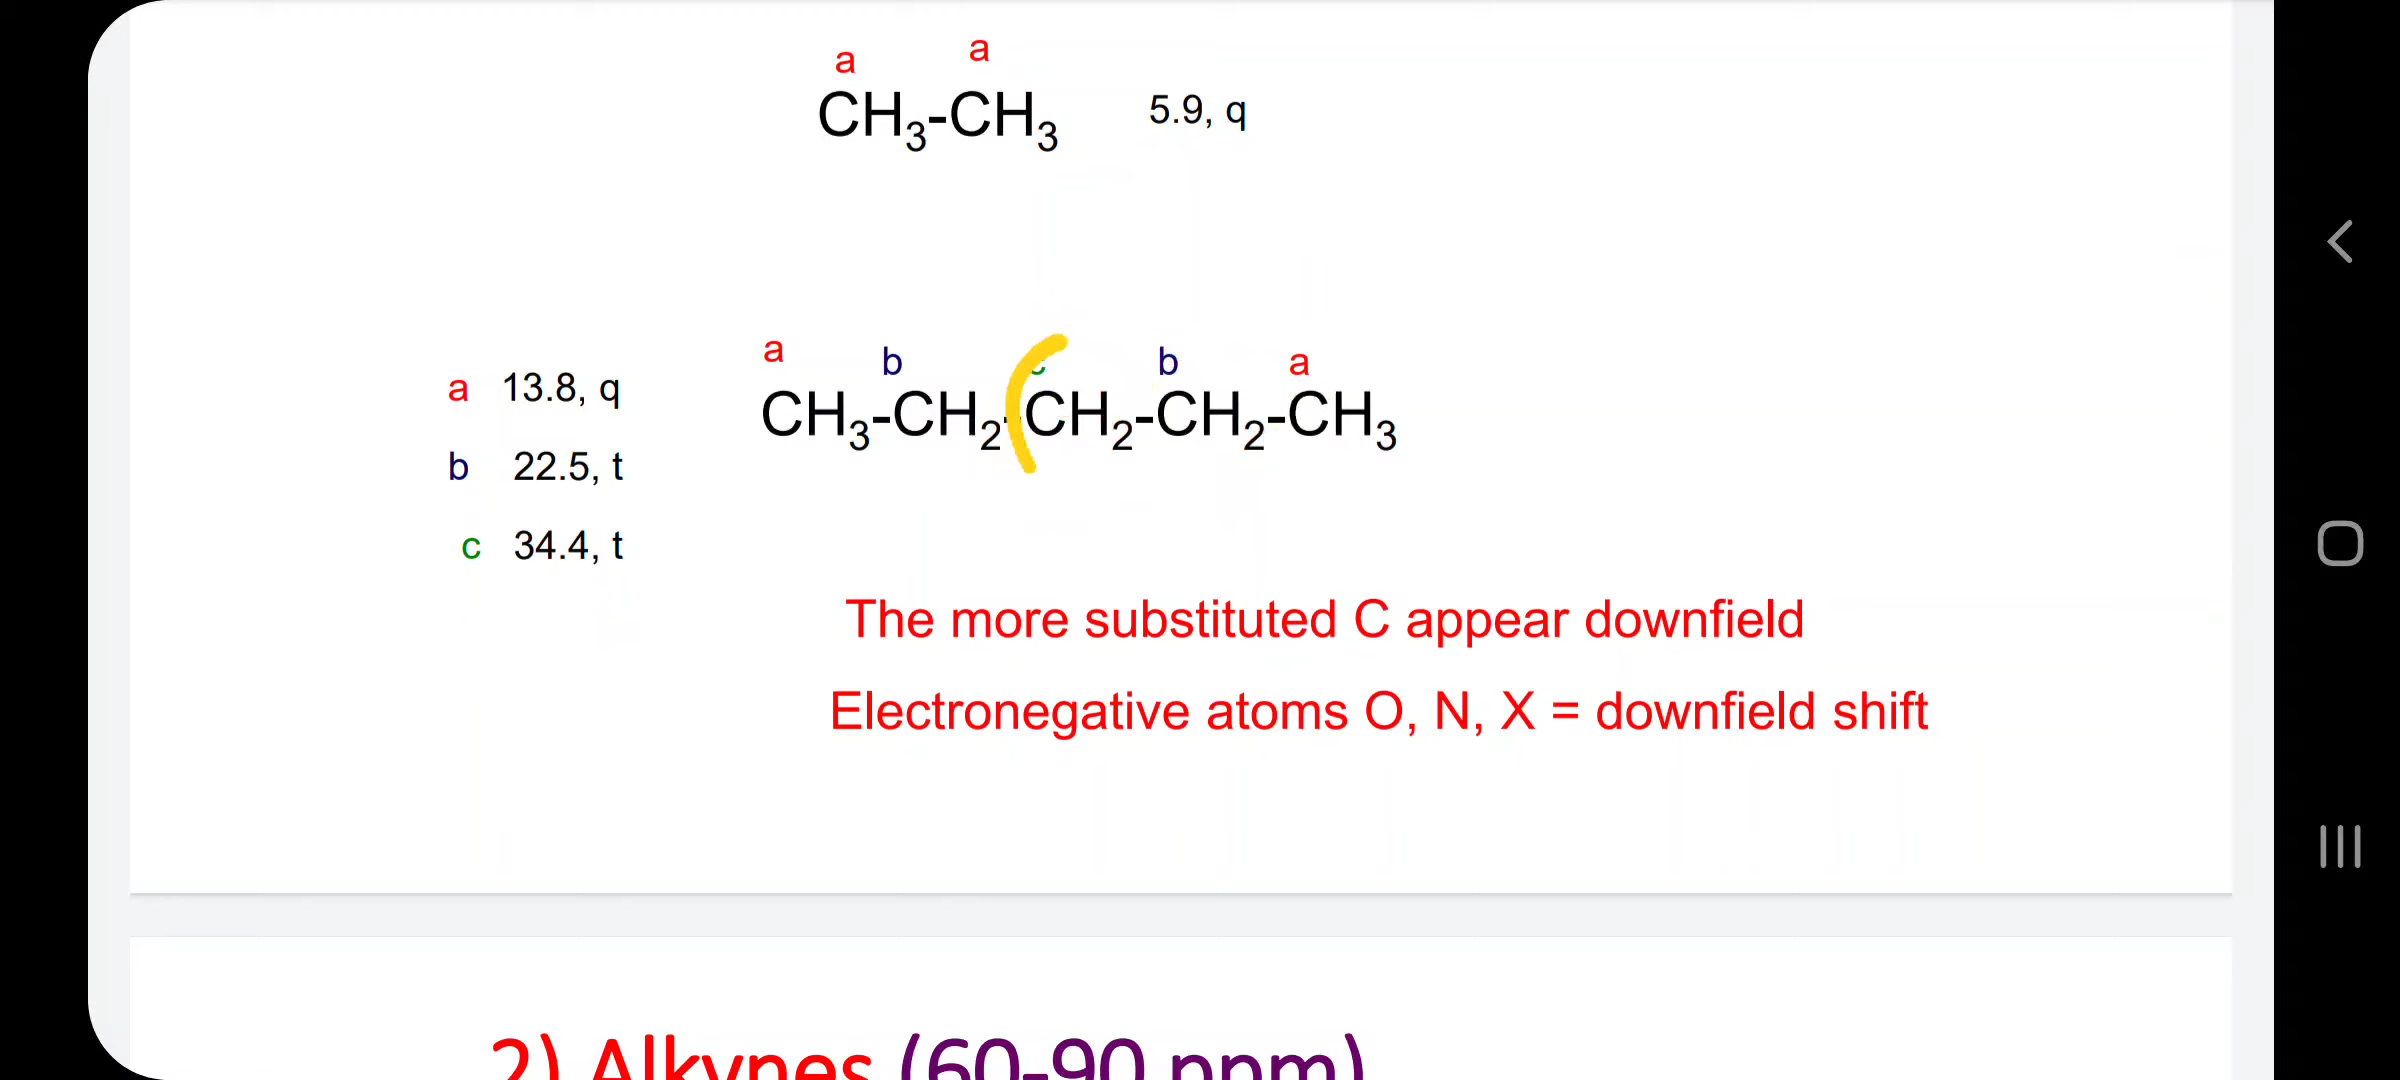 a a
CH₃-CH₃ 5.9, q
a b c b a
a 13.8, q
CH₃-CH₂-CH₂-CH₂-CH₃
b 22.5, t
c 34.4, t
The more substituted C appear downfield
Electronegative atoms O, N, X = downfield shift
2) Alkynes (60-90 ppm)